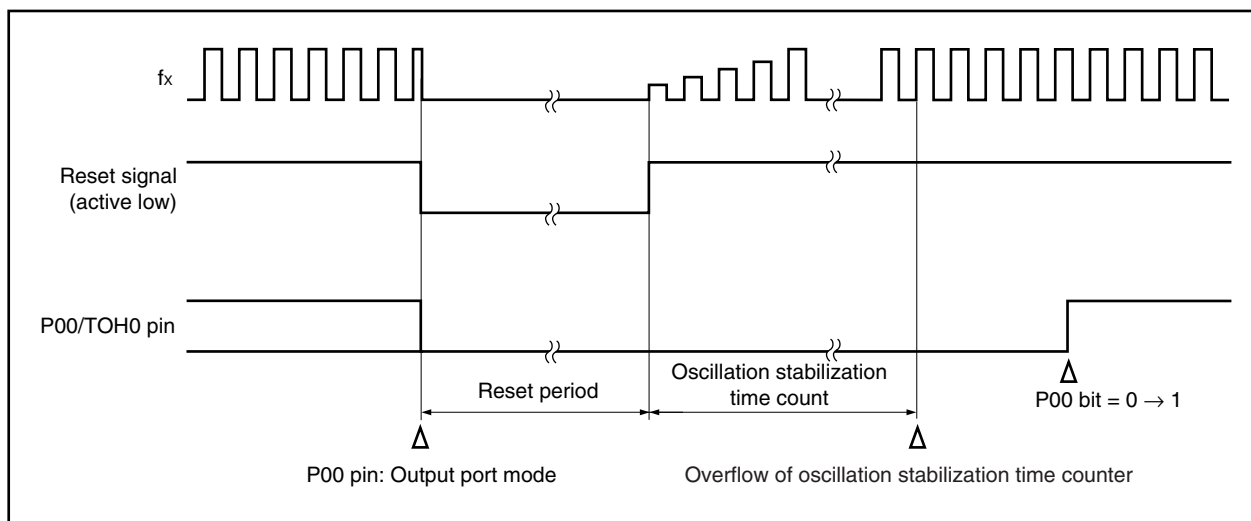 fX
Reset signal
(active low)
P00/TOH0 pin
Reset period
Oscillation stabilization
time count
P00 bit = 0 → 1
P00 pin: Output port mode
Overflow of oscillation stabilization time counter